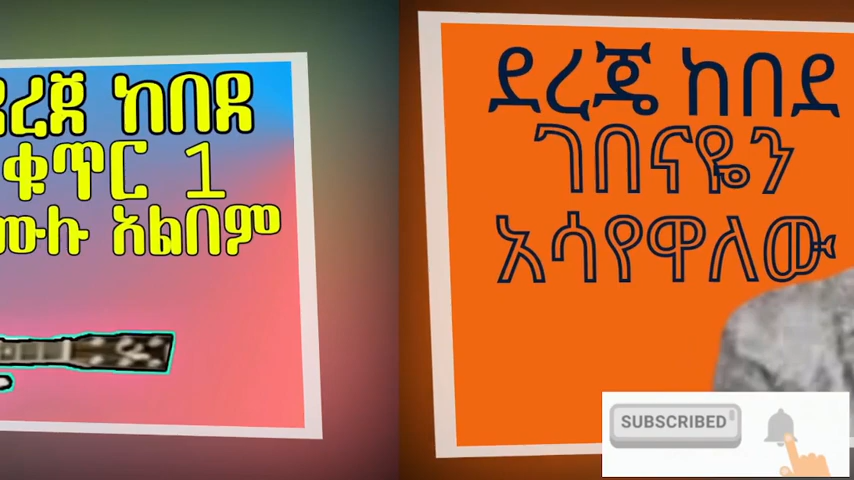 ደረጀ ከበደ
ቁጥር 1
ሙሉ አልበም
ደረጄ ከበደ
ገበናዬን
አሳየዋለው
SUBSCRIBED